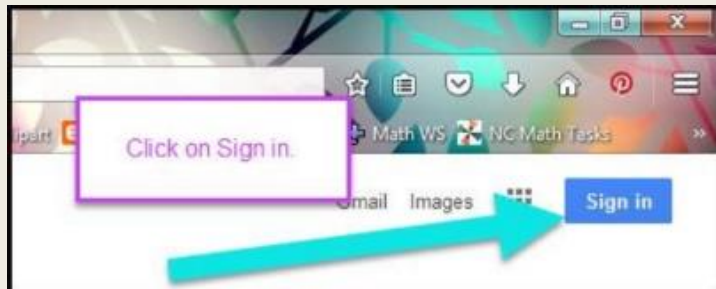 Click on Sign in.
Math WS NC Math Tasks »
Gmail Images Sign in